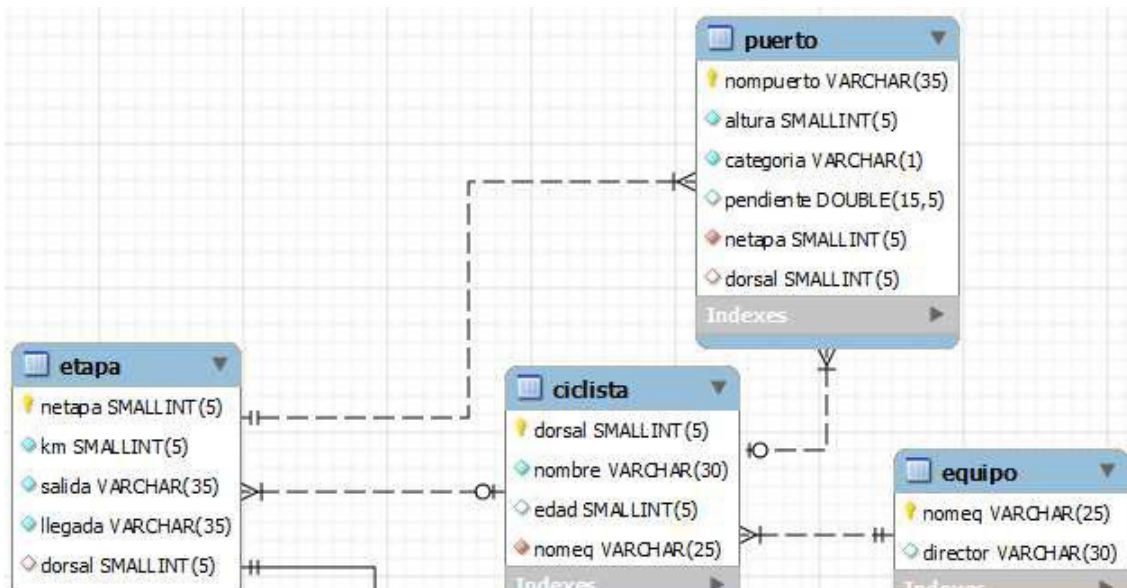 puerto
nompuerto VARCHAR(35)
altura SMALLINT(5)
categoria VARCHAR(1)
pendiente DOUBLE(15,5)
netapa SMALLINT(5)
dorsal SMALLINT(5)
Indexes
etapa
netapa SMALLINT(5)
km SMALLINT(5)
salida VARCHAR(35)
llegada VARCHAR(35)
dorsal SMALLINT(5)
ciclista
dorsal SMALLINT(5)
nombre VARCHAR(30)
edad SMALLINT(5)
nomeq VARCHAR(25)
Indexes
equipo
nomeq VARCHAR(25)
director VARCHAR(30)
Indexes